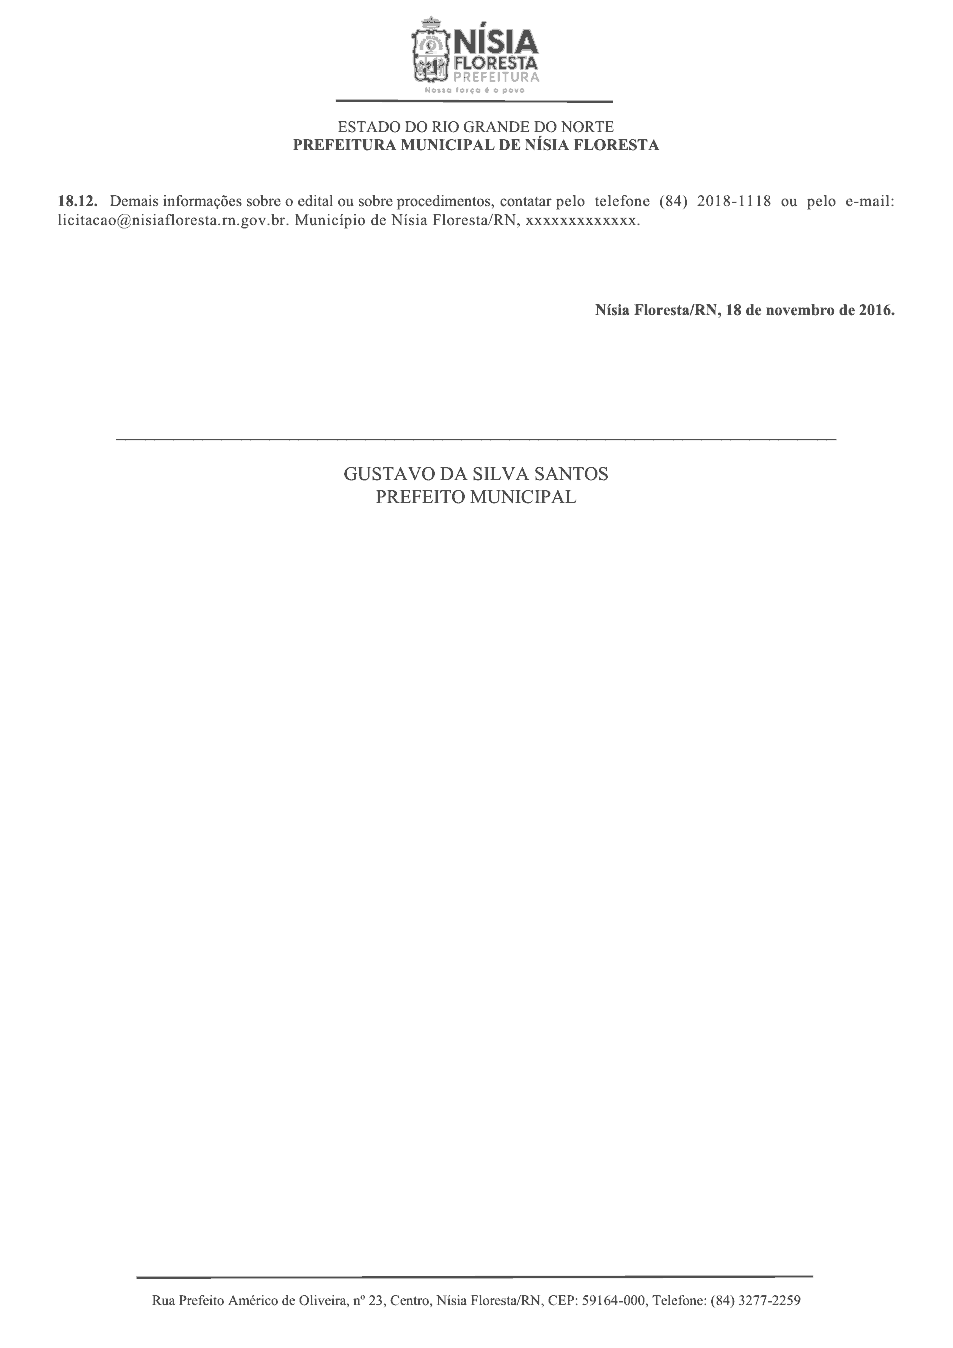 NÍSIA
FLORESTA
PREFEITURA
Nossa força é o povo
ESTADO DO RIO GRANDE DO NORTE
PREFEITURA MUNICIPAL DE NÍSIA FLORESTA
18.12. Demais informações sobre o edital ou sobre procedimentos, contatar pelo telefone (84) 2018-1118 ou pelo e-mail:
licitacao@nisiafloresta.rn.gov.br. Município de Nísia Floresta/RN, xxxxxxxxxxxxx.
Nísia Floresta/RN, 18 de novembro de 2016.
GUSTAVO DA SILVA SANTOS
PREFEITO MUNICIPAL
Rua Prefeito Américo de Oliveira, nº 23, Centro, Nísia Floresta/RN, CEP: 59164-000, Telefone: (84) 3277-2259